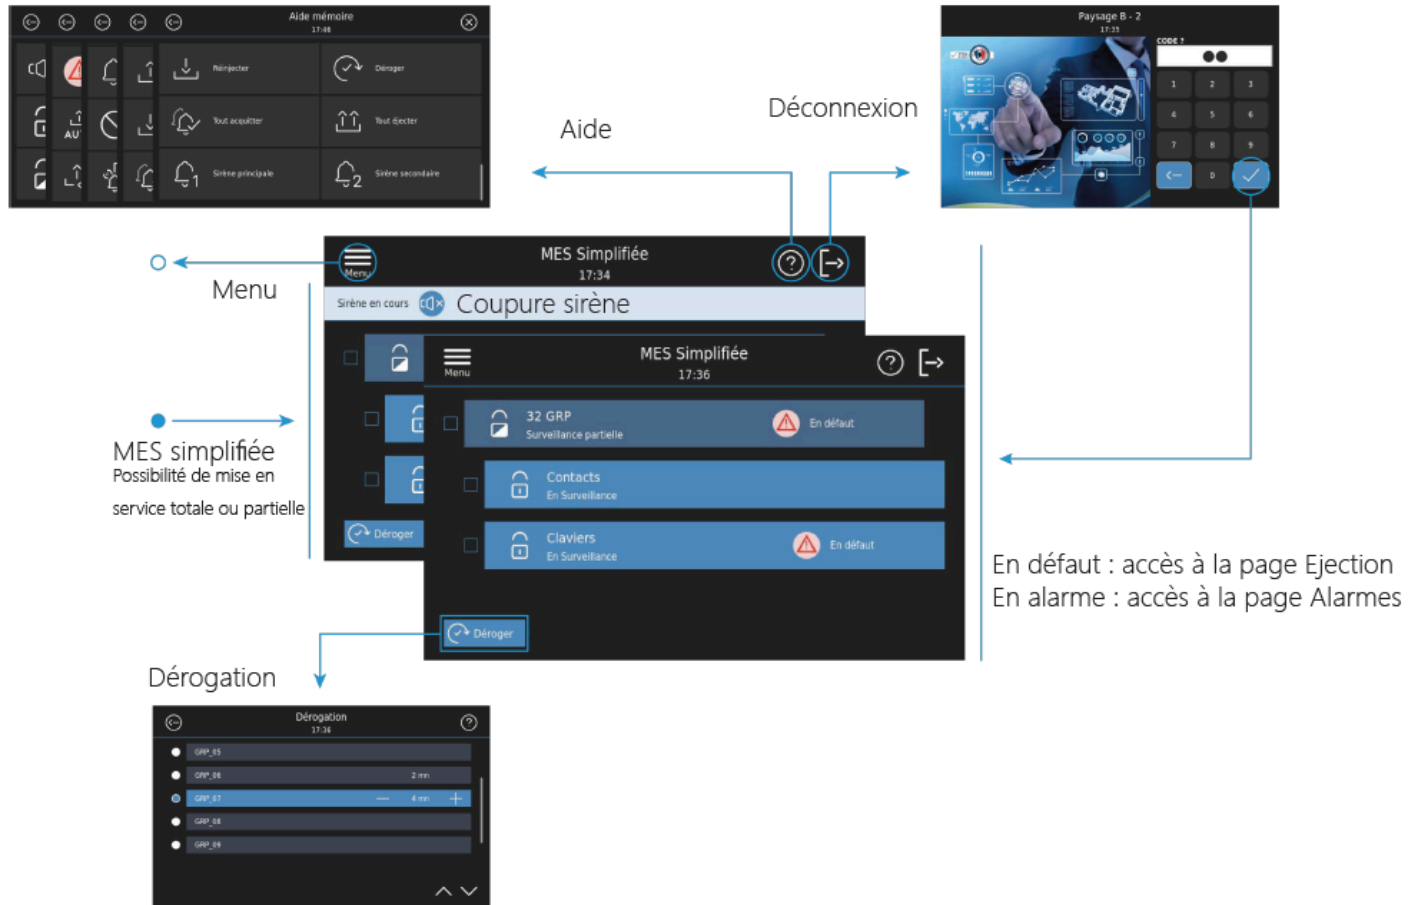 Aide mémoire
17:46
Réinjecter
Déroger
AU
Tout acquitter
Tout éjecter
1
Sirène principale
2
Sirène secondaire
Paysage B - 2
17:35
CODE ?
1 2 3
4 5 6
7 8 9
0
Aide
Déconnexion
Menu
MES Simplifiée
17:34
Menu
Sirène en cours
Coupure sirène
Déroger
MES simplifiée
Possibilité de mise en
service totale ou partielle
Menu
MES Simplifiée
17:36
32 GRP
Surveillance partielle
En défaut
Contacts
En Surveillance
Claviers
En Surveillance
En défaut
Déroger
En défaut : accès à la page Ejection
En alarme : accès à la page Alarmes
Dérogation
Dérogation
17:36
GRP_05
GRP_06 2 mn
GRP_07 — 4 mn +
GRP_08
GRP_09